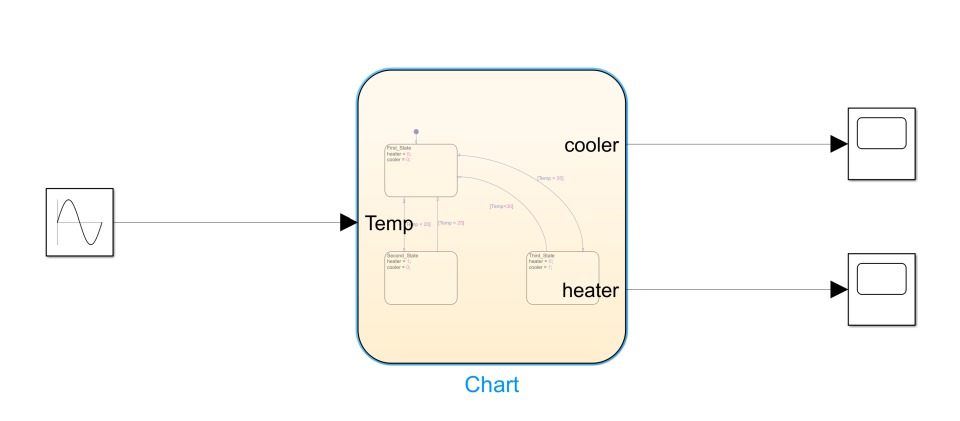 cooler
First_State
heater = 0;
cooler = 0;
[Temp = 35]
[Temp<30]
Temp
[Temp = 25]
Second_State
heater = 1;
cooler = 0;
Third_State
heater = 0;
cooler = 1;
heater
Chart